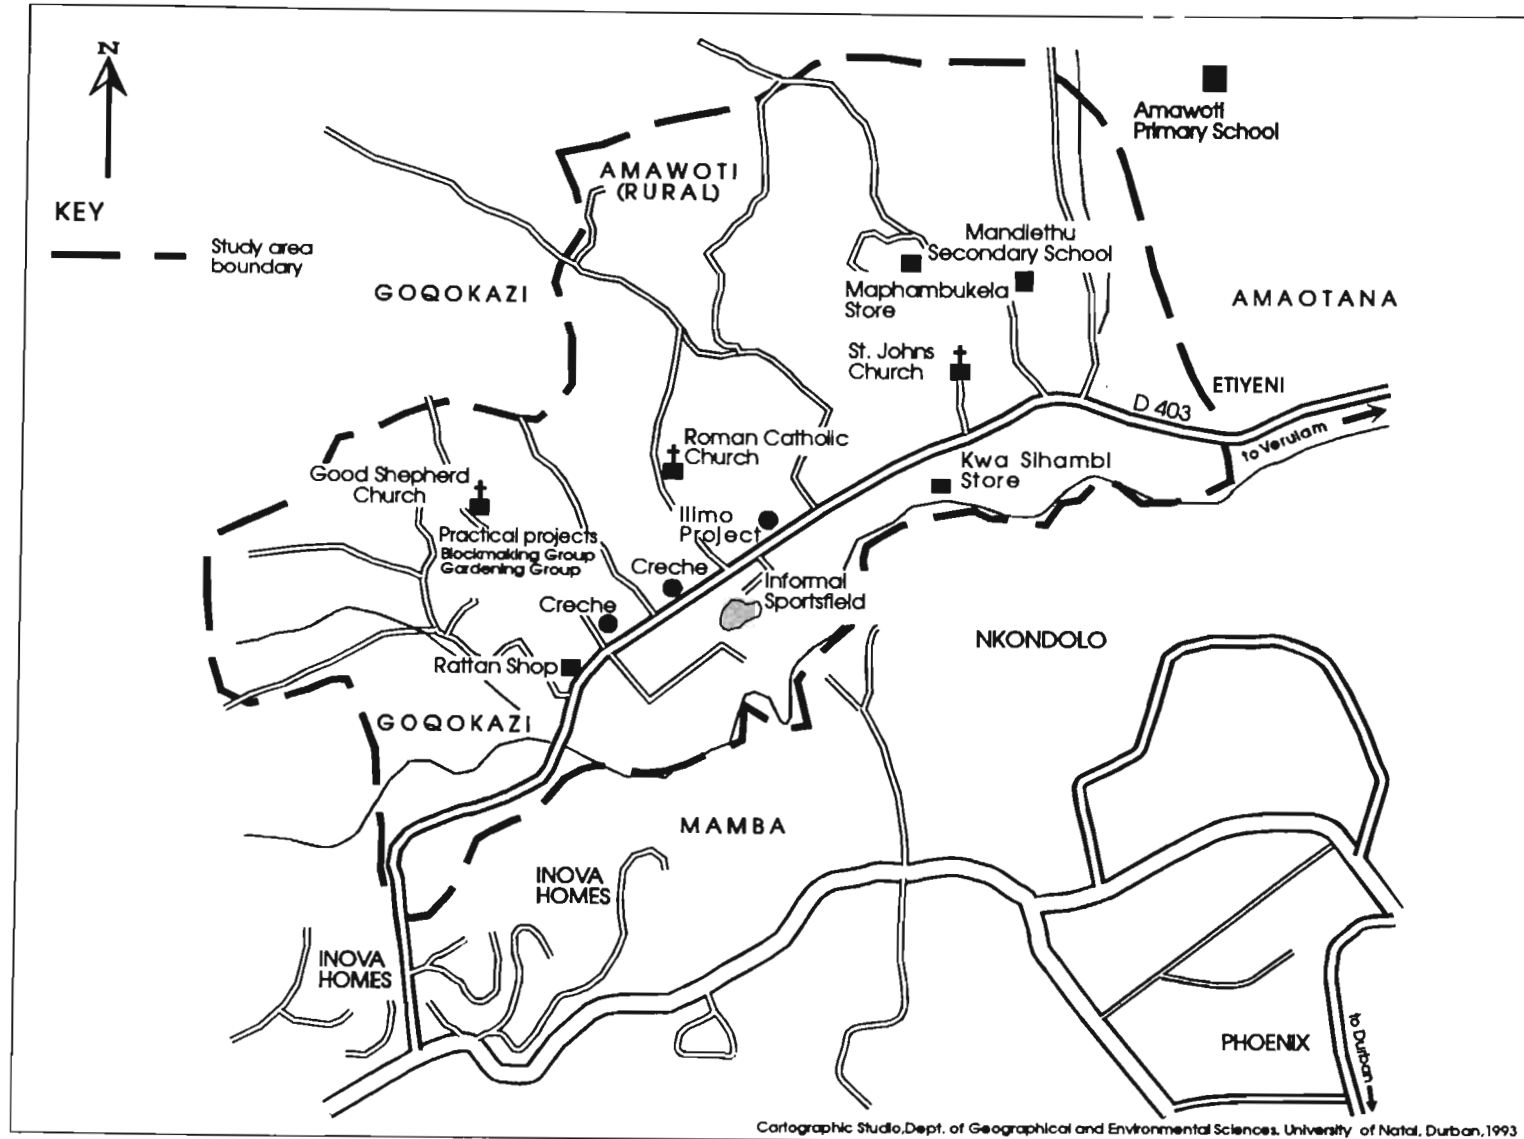 N
KEY
Study area
boundary
Amawoti
Primary School
AMAWOTI
(RURAL)
Mandlethu
Secondary School
GOQOKAZI
Maphambukela
Store
AMAOTANA
St. Johns
Church
ETIYENI
D 403
to Verulam
Roman Catholic
Church
Kwa Sihambi
Store
Good Shepherd
Church
Ilimo
Project
Practical projects
Blockmaking Group
Gardening Group
Creche
Informal
Sportsfield
Creche
NKONDOLO
Rattan Shop
GOQOKAZI
MAMBA
INOVA
HOMES
INOVA
HOMES
PHOENIX
to Durban
Cartographic Studio,Dept. of Geographical and Environmental Sciences. University of Natal, Durban,1993